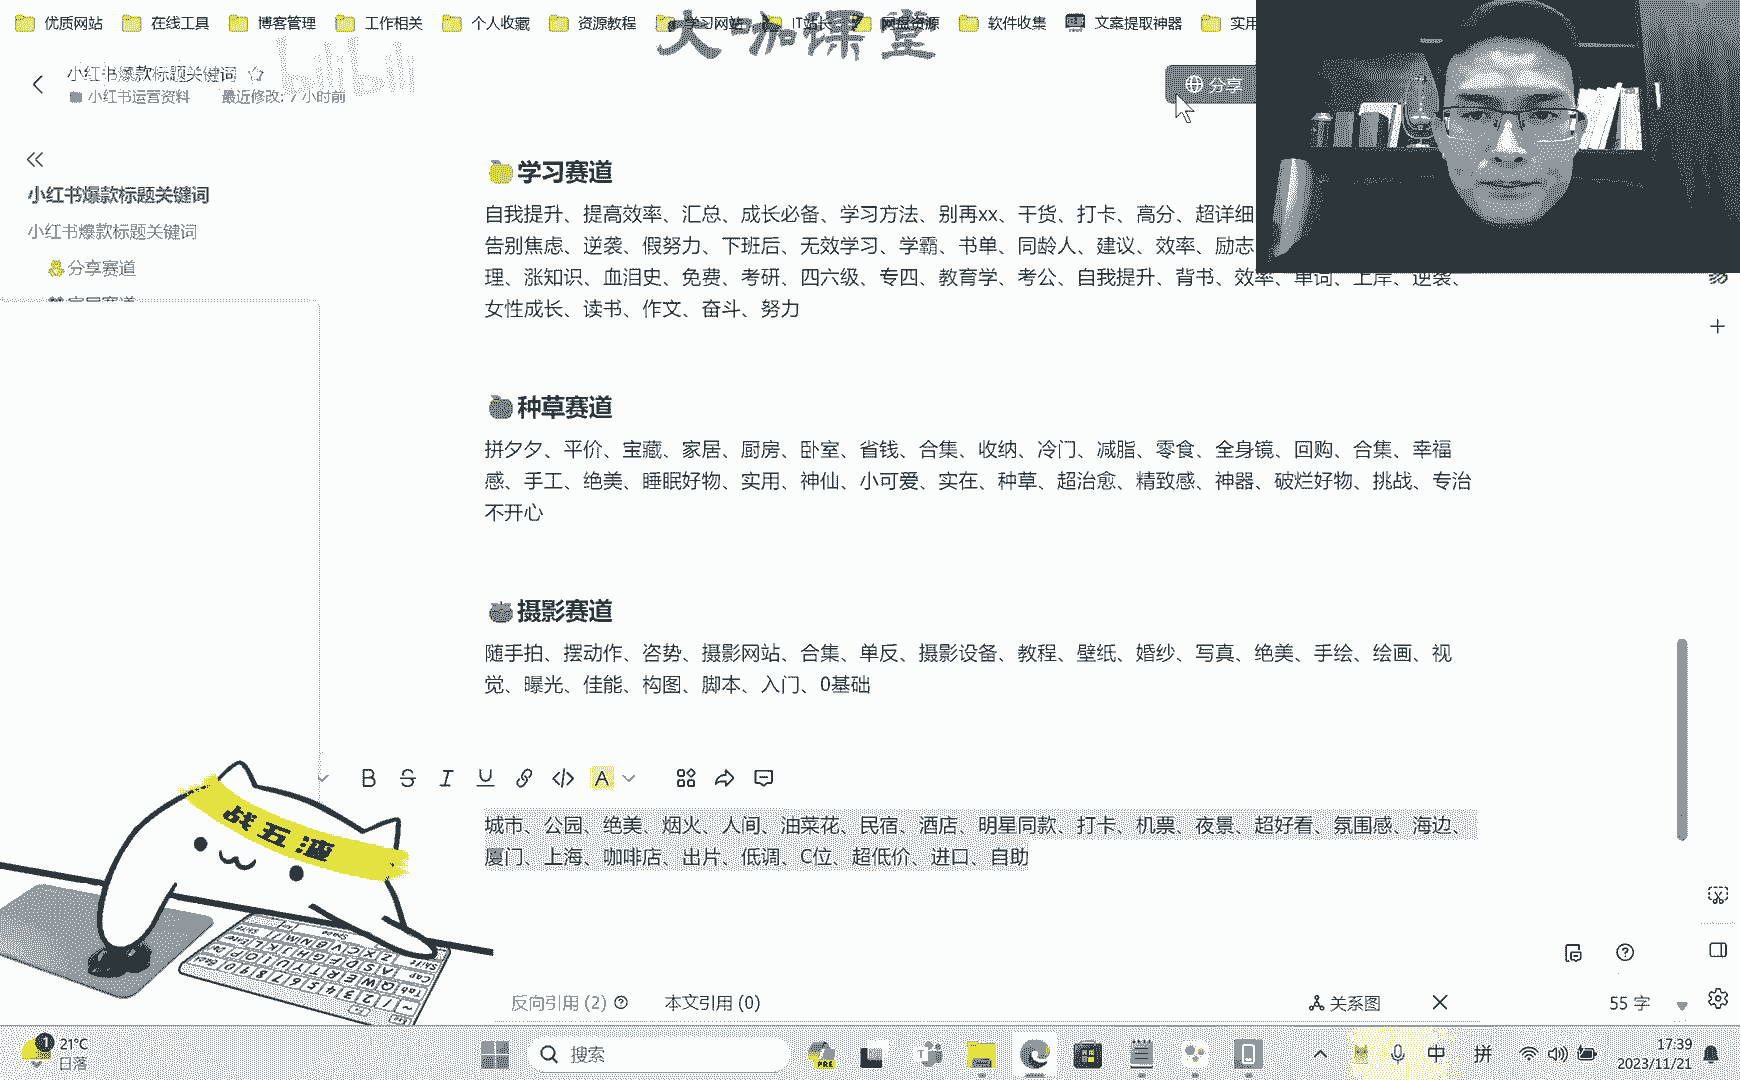 优质网站 在线工具 博客管理 工作相关 个人收藏 资源教程 学习网站 IT站长 网盘资源 软件收集 文案提取神器 实用
大咖课堂
bilibili
小红书爆款标题关键词
小红书运营资料 最近修改: 7 小时前
分享
小红书爆款标题关键词
小红书爆款标题关键词
分享赛道
家居赛道
学习赛道
自我提升、提高效率、汇总、成长必备、学习方法、别再xx、干货、打卡、高分、超详细
告别焦虑、逆袭、假努力、下班后、无效学习、学霸、书单、同龄人、建议、效率、励志
理、涨知识、血泪史、免费、考研、四六级、专四、教育学、考公、自我提升、背书、效率、单词、上岸、逆袭、
女性成长、读书、作文、奋斗、努力
种草赛道
拼夕夕、平价、宝藏、家居、厨房、卧室、省钱、合集、收纳、冷门、减脂、零食、全身镜、回购、合集、幸福
感、手工、绝美、睡眠好物、实用、神仙、小可爱、实在、种草、超治愈、精致感、神器、破烂好物、挑战、专治
不开心
摄影赛道
随手拍、摆动作、咨势、摄影网站、合集、单反、摄影设备、教程、壁纸、婚纱、写真、绝美、手绘、绘画、视
觉、曝光、佳能、构图、脚本、入门、0基础
B S I U A
城市、公园、绝美、烟火、人间、油菜花、民宿、酒店、明星同款、打卡、机票、夜景、超好看、氛围感、海边、
厦门、上海、咖啡店、出片、低调、C位、超低价、进口、自助
战五渣
反向引用 (2) 本文引用 (0) 关系图 55 字
1 21°C
日落
搜索
PRE
中 拼
17:39
2023/11/21